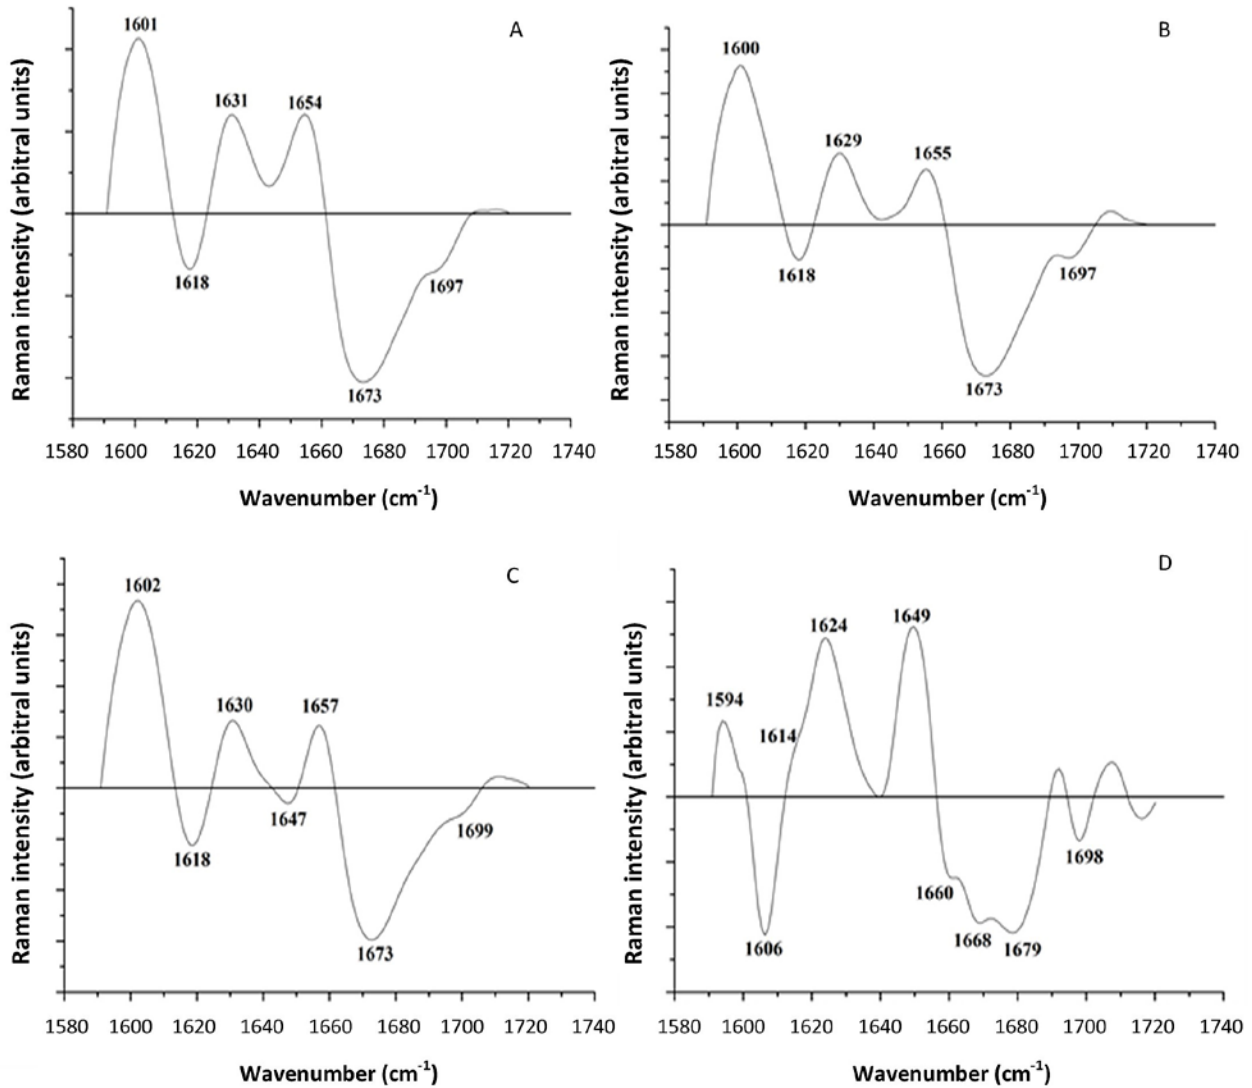 A
Raman intensity (arbitral units)
1601
1631
1654
1618
1697
1673
1580 1600 1620 1640 1660 1680 1700 1720 1740
Wavenumber (cm-1)
B
Raman intensity (arbitral units)
1600
1629
1655
1618
1697
1673
1580 1600 1620 1640 1660 1680 1700 1720 1740
Wavenumber (cm-1)
C
Raman intensity (arbitral units)
1602
1630
1657
1647
1618
1699
1673
1580 1600 1620 1640 1660 1680 1700 1720 1740
Wavenumber (cm-1)
D
Raman intensity (arbitral units)
1649
1624
1594
1614
1698
1660
1668
1606
1679
1580 1600 1620 1640 1660 1680 1700 1720 1740
Wavenumber (cm-1)